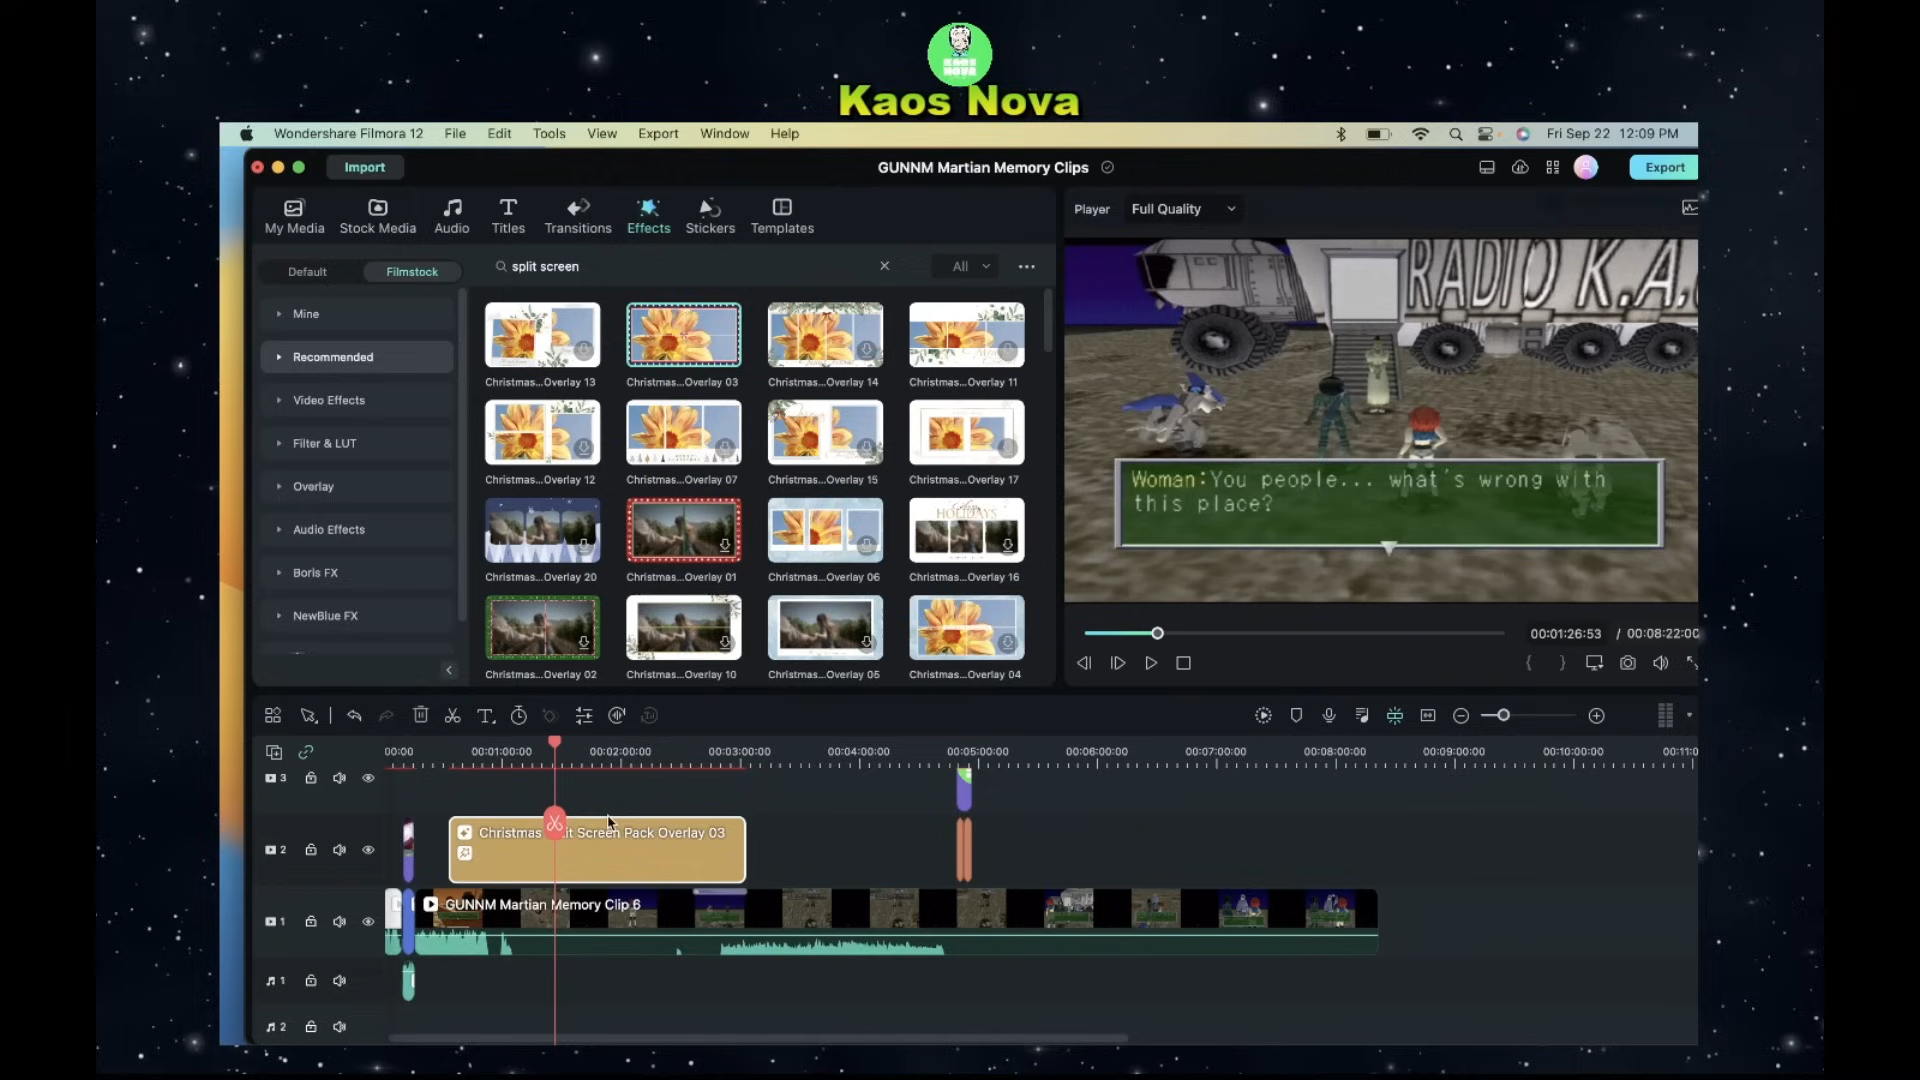 KAOS
NOVA
Kaos Nova
Wondershare Filmora 12 File Edit Tools View Export Window Help Fri Sep 22 12:09 PM
Import GUNNM Martian Memory Clips Export
My Media Stock Media Audio Titles Transitions Effects Stickers Templates
Player Full Quality
Default Filmstock
split screen All
Mine
Recommended
Video Effects
Filter & LUT
Overlay
Audio Effects
Boris FX
NewBlue FX
Christmas...Overlay 13 Christmas...Overlay 03 Christmas...Overlay 14 Christmas...Overlay 11
Christmas...Overlay 12 Christmas...Overlay 07 Christmas...Overlay 15 Christmas...Overlay 17
HOLIDAYS
Christmas...Overlay 20 Christmas...Overlay 01 Christmas...Overlay 06 Christmas...Overlay 16
Christmas...Overlay 02 Christmas...Overlay 10 Christmas...Overlay 05 Christmas...Overlay 04
RADIO K.A.
Woman:You people... what's wrong with
this place?
00:01:26:53 / 00:08:22:00
00:00 00:01:00:00 00:02:00:00 00:03:00:00 00:04:00:00 00:05:00:00 00:06:00:00 00:07:00:00 00:08:00:00 00:09:00:00 00:10:00:00 00:11:0
3
2
Christmas it Screen Pack Overlay 03
1
GUNNM Martian Memory Clip 6
1
2